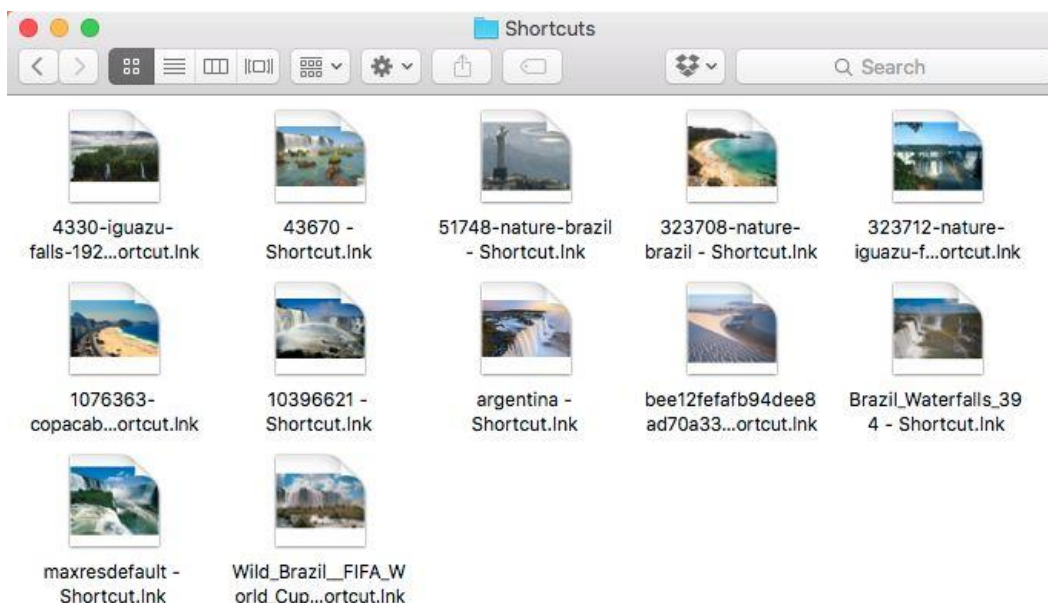 Shortcuts
Search
4330-iguazu-
falls-192...ortcut.lnk
43670 -
Shortcut.lnk
51748-nature-brazil
- Shortcut.lnk
323708-nature-
brazil - Shortcut.lnk
323712-nature-
iguazu-f...ortcut.lnk
1076363-
copacab...ortcut.lnk
10396621 -
Shortcut.lnk
argentina -
Shortcut.lnk
bee12fefafb94dee8
ad70a33...ortcut.lnk
Brazil_Waterfalls_39
4 - Shortcut.lnk
maxresdefault -
Shortcut.lnk
Wild_Brazil__FIFA_W
orld_Cup...ortcut.lnk